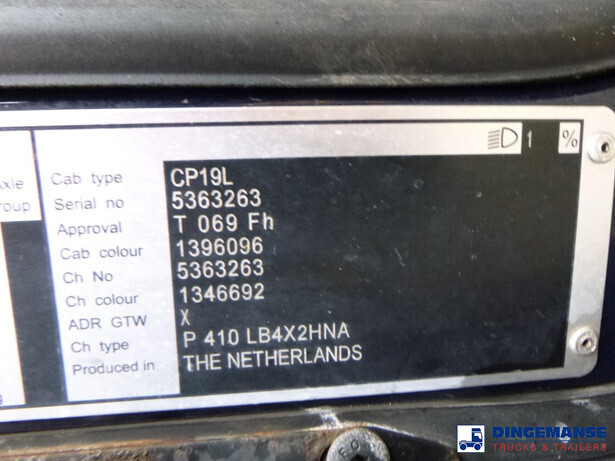 1 %
Axle
Group
Cab type CP19L
Serial no 5363263
Approval T 069 Fh
Cab colour 1396096
Ch No 5363263
Ch colour 1346692
ADR GTW X
Ch type P 410 LB4X2HNA
Produced in THE NETHERLANDS
DINGEMANSE
TRUCKS & TRAILERS